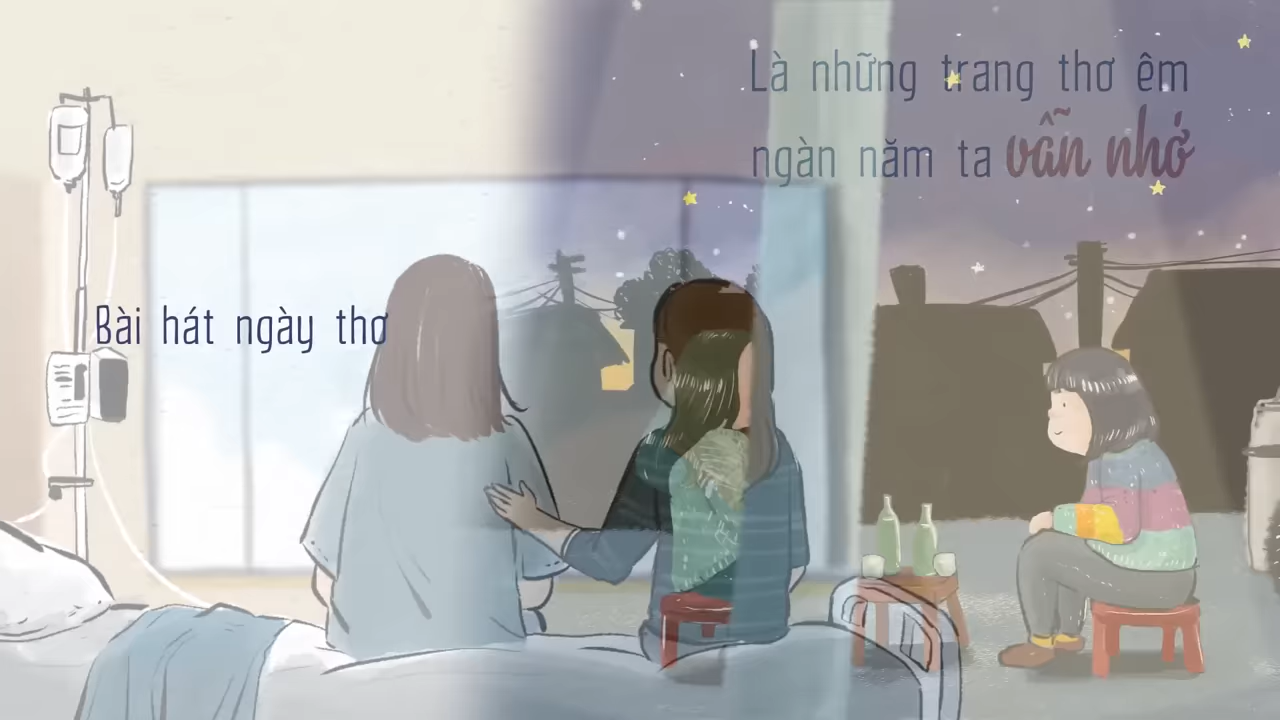 Là những trang thơ êm
ngàn năm ta vẫn nhớ
Bài hát ngày thơ